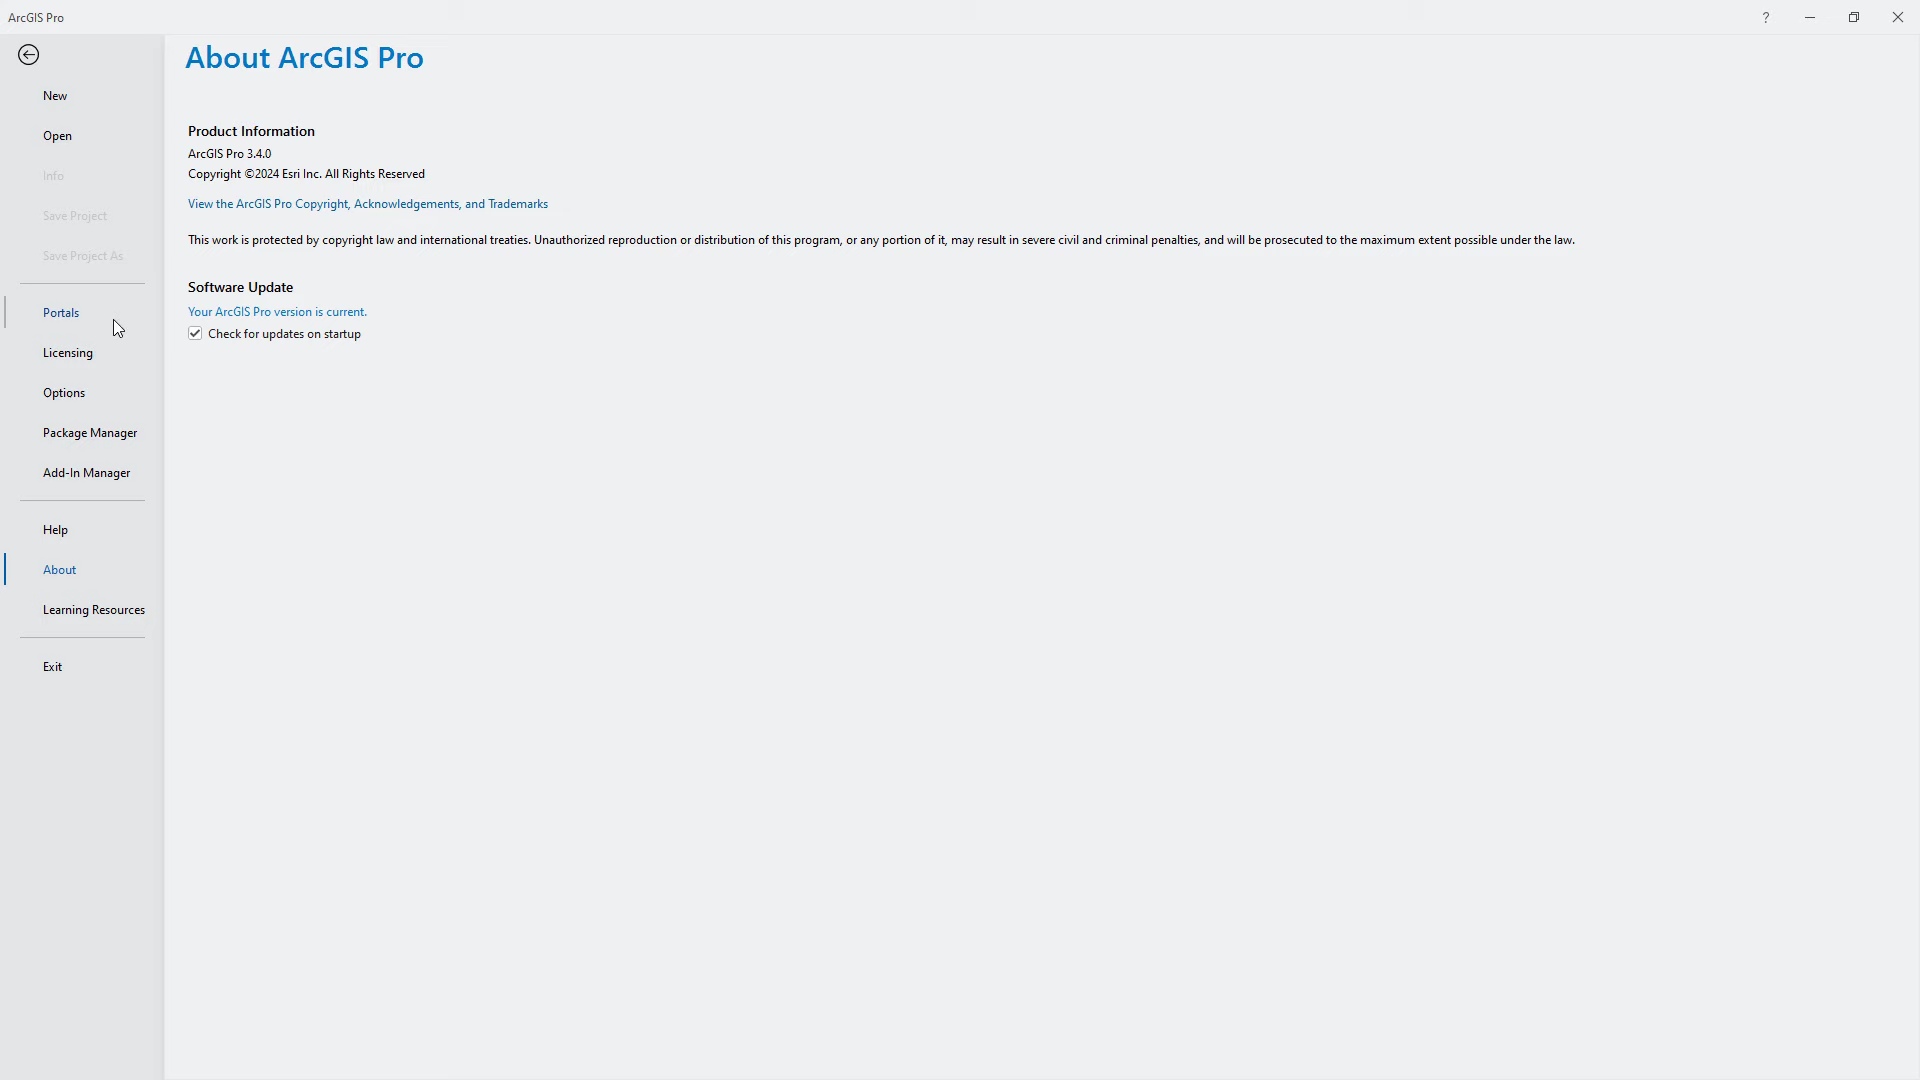 ArcGIS Pro
?
About ArcGIS Pro
New
Open
Info
Save Project
Save Project As
Portals
Licensing
Options
Package Manager
Add-In Manager
Help
About
Learning Resources
Exit
Product Information
ArcGIS Pro 3.4.0
Copyright ©2024 Esri Inc. All Rights Reserved
View the ArcGIS Pro Copyright, Acknowledgements, and Trademarks
This work is protected by copyright law and international treaties. Unauthorized reproduction or distribution of this program, or any portion of it, may result in severe civil and criminal penalties, and will be prosecuted to the maximum extent possible under the law.
Software Update
Your ArcGIS Pro version is current.
Check for updates on startup